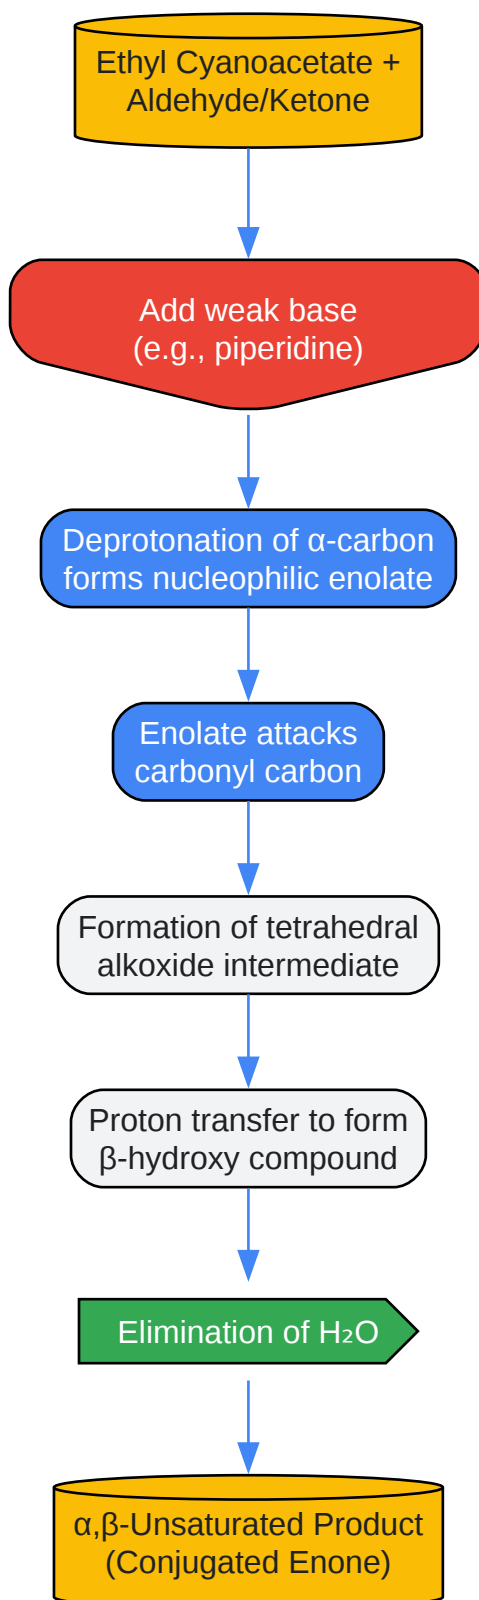 Ethyl Cyanoacetate +
Aldehyde/Ketone
Add weak base
(e.g., piperidine)
Deprotonation of α-carbon
forms nucleophilic enolate
Enolate attacks
carbonyl carbon
Formation of tetrahedral
alkoxide intermediate
Proton transfer to form
β-hydroxy compound
Elimination of H₂O
α,β-Unsaturated Product
(Conjugated Enone)